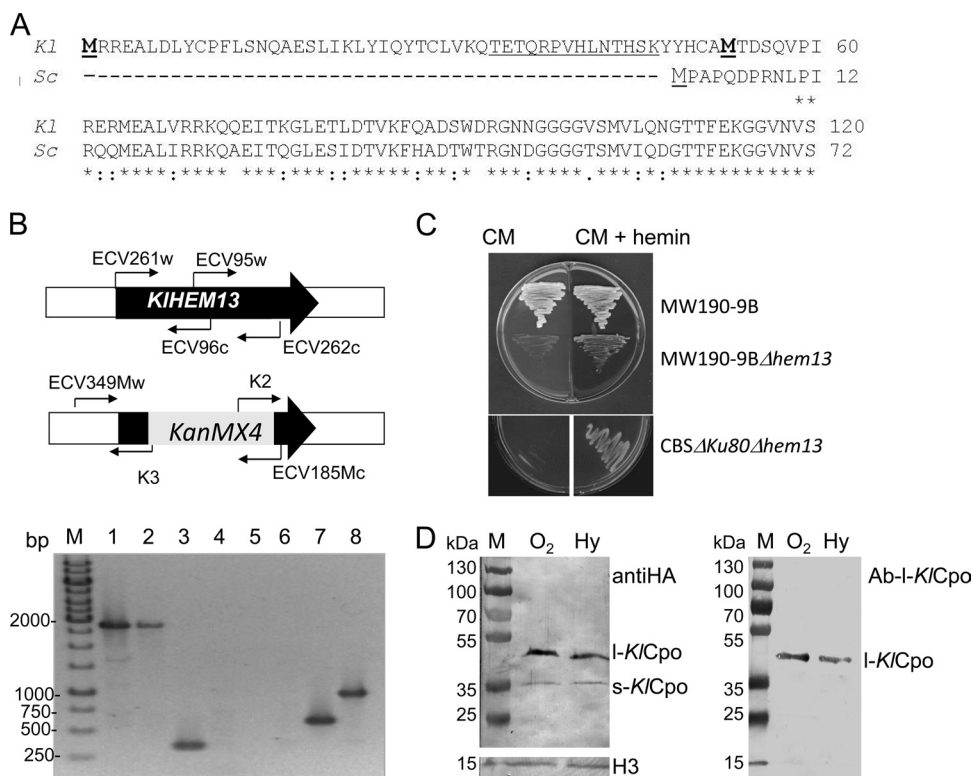 A
Kl MRREALDLYCPFLSNQAESLIKLYIQYTCLVKQTETQRPVHLNTHSKYYHCAMTDSQVPI 60
Sc ------------------------------------------------MPAPQDPRNLPI 12
**
Kl RERMEALVRRKQQEITKGLETLDTVKFQADSWDRGNNGGGGVSMVLQNGTTFEKGGVNVS 120
Sc RQQMEALIRRKQAEITQGLESIDTVKFHADTWTRGNDGGGGTSMVIQDGTTFEKGGVNVS 72
*::****:**** ***:***::*****:**:* ***:****.***:*:************
B
ECV261w ECV95w
KlHEM13
ECV96c ECV262c
ECV349Mw K2
KanMX4
K3 ECV185Mc
bp M 1 2 3 4 5 6 7 8
2000-
1000-
750-
500-
250-
C
CM CM + hemin
MW190-9B
MW190-9BΔhem13
CBSΔKu80Δhem13
D
kDa M O2 Hy
130
100
70
55
35
25
15
antiHA
l-KlCpo
s-KlCpo
H3
kDa M O2 Hy
130
100
70
55
35
25
15
Ab-l-KlCpo
l-KlCpo